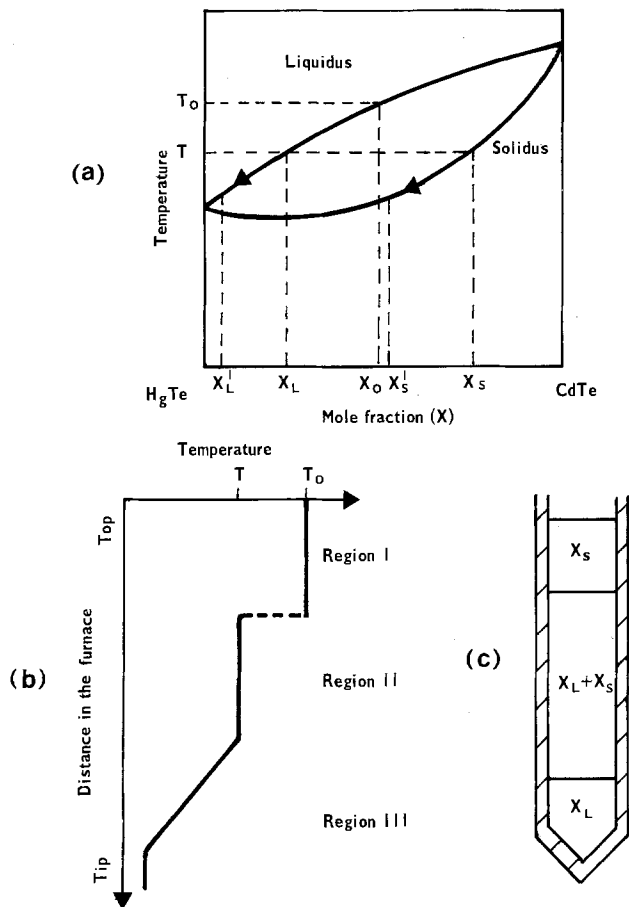 (a)
Temperature
Liquidus
Solidus
T₀
T
HgTe
X'L
XL
X₀
X'S
XS
CdTe
Mole fraction (X)
(b)
Temperature
T
T₀
Distance in the furnace
Top
Tip
Region I
Region II
Region III
(c)
XS
XL+XS
XL